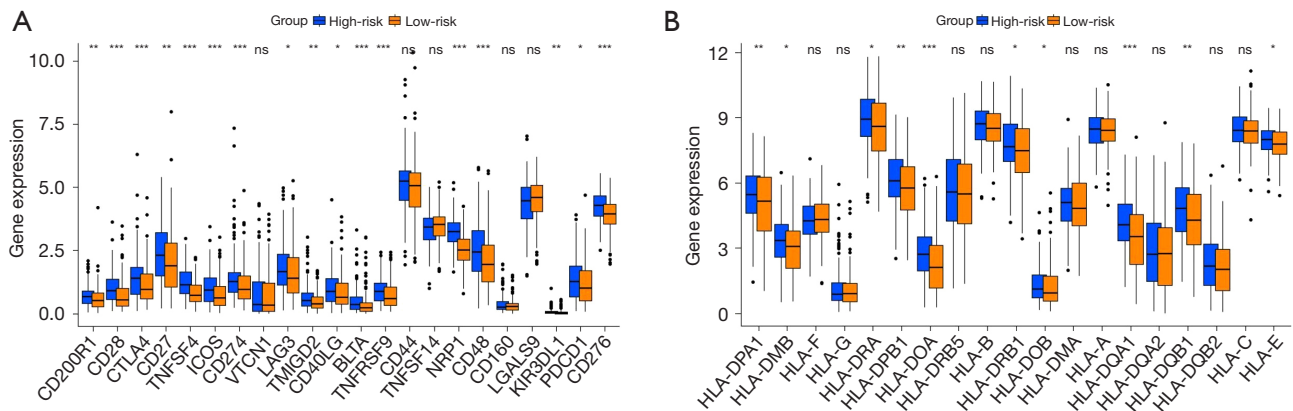 A
Group High-risk Low-risk
** *** *** ** *** *** *** ns * ** * *** *** ns ns *** *** ns ns ** * ***
Gene expression
10.0
7.5
5.0
2.5
0.0
CD200R1
CD28
CTLA4
CD27
TNFSF4
ICOS
CD274
VTCN1
LAG3
TMIGD2
CD40LG
BLTA
TNFRSF9
CD44
TNFSF14
NRP1
CD48
CD160
LGALS9
KIR3DL1
PDCD1
CD276
B
Group High-risk Low-risk
** * ns ns * ** *** ns ns * * ns ns *** ns ** ns ns *
Gene expression
12
9
6
3
0
HLA-DPA1
HLA-DMB
HLA-F
HLA-G
HLA-DRA
HLA-DPB1
HLA-DOA
HLA-DRB5
HLA-B
HLA-DRB1
HLA-DOB
HLA-DMA
HLA-A
HLA-DQA1
HLA-DQA2
HLA-DQB1
HLA-DQB2
HLA-C
HLA-E